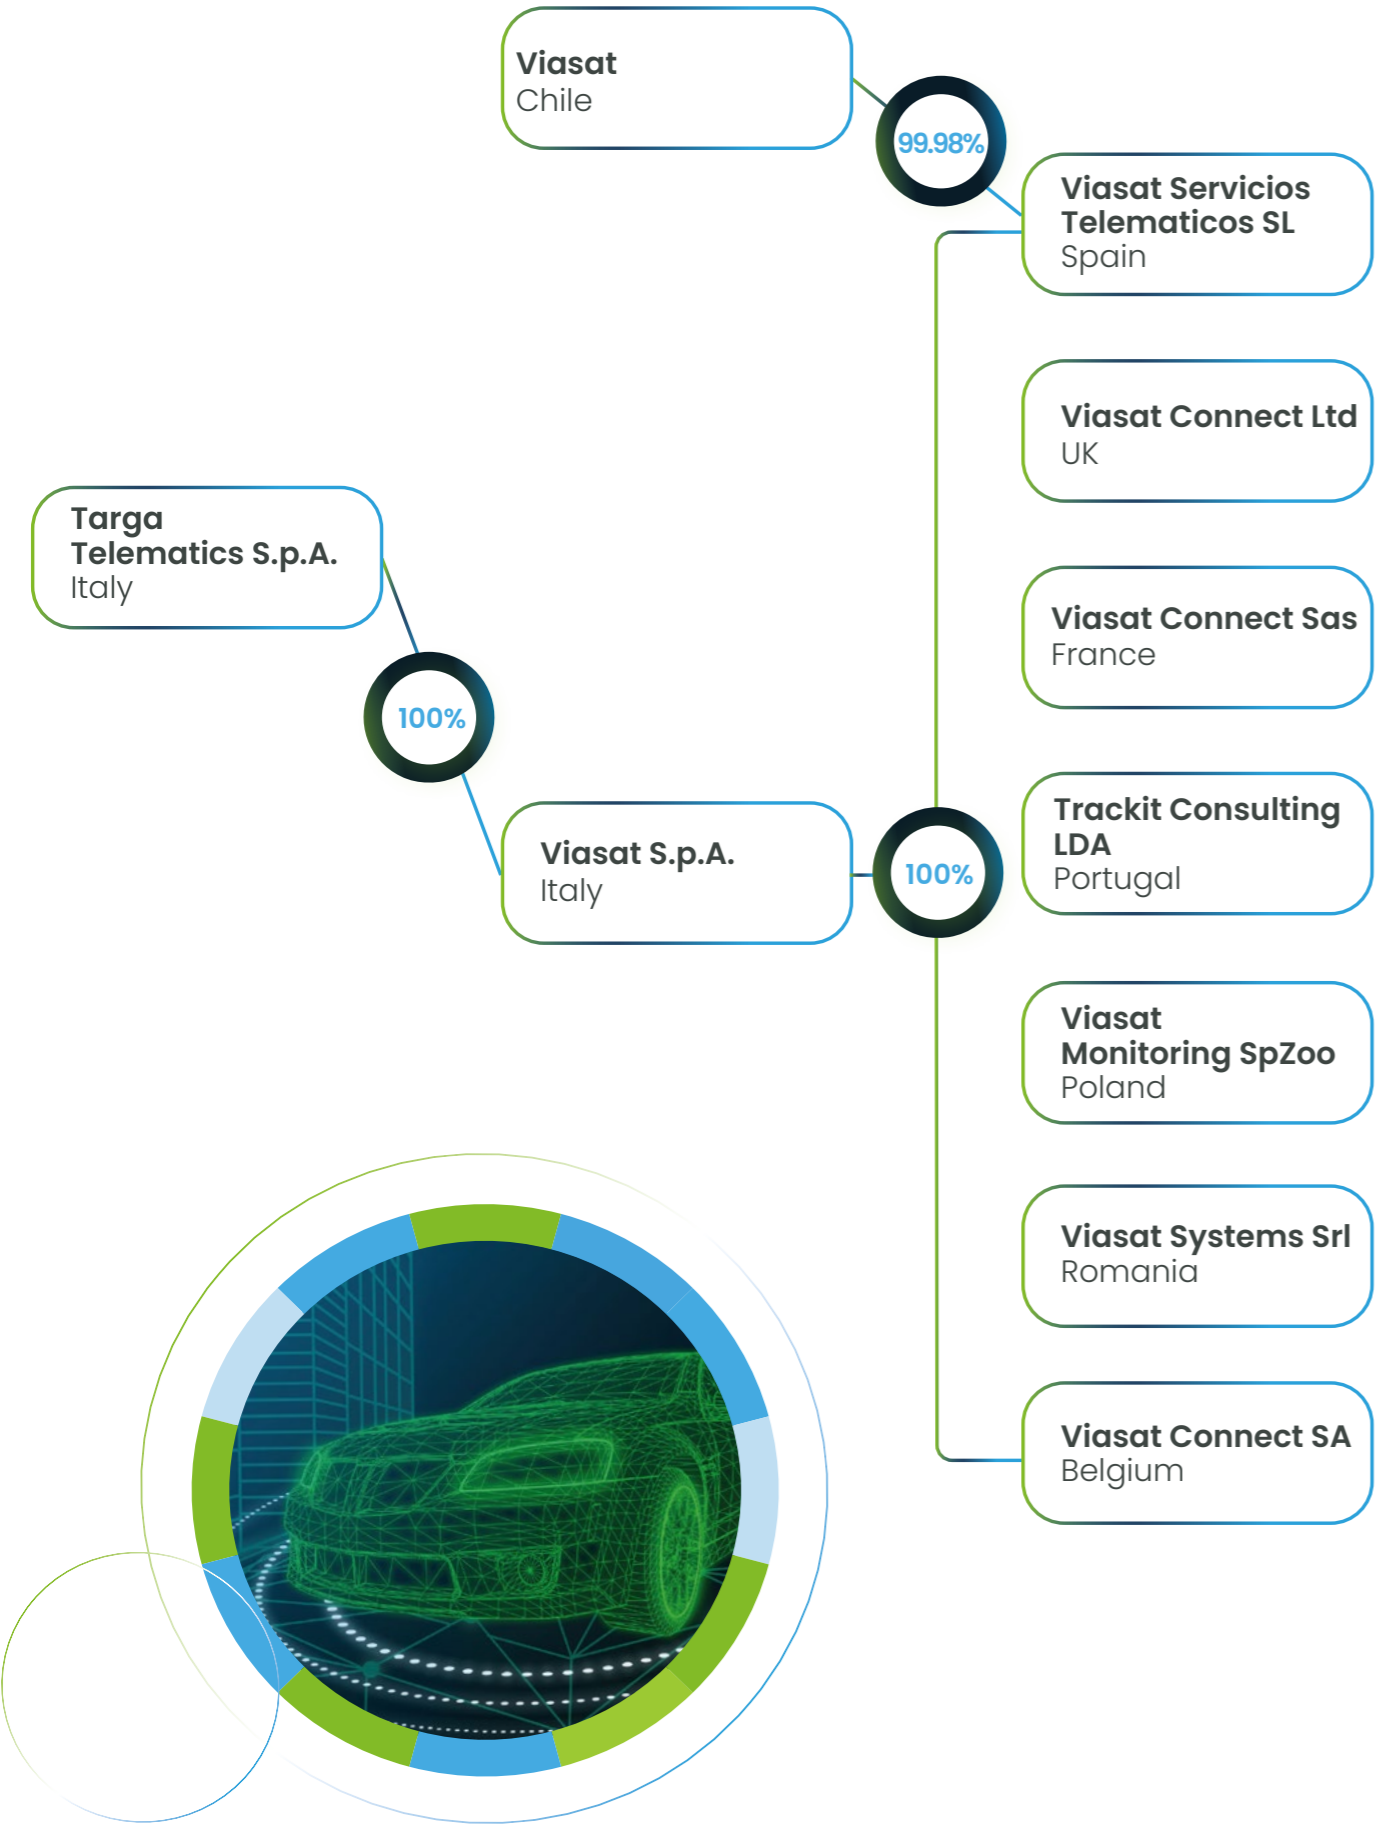 Viasat
Chile
99.98%
Viasat Servicios
Telematicos SL
Spain
Viasat Connect Ltd
UK
Targa
Telematics S.p.A.
Italy
Viasat Connect Sas
France
100%
Trackit Consulting
LDA
Portugal
Viasat S.p.A.
Italy
100%
Viasat
Monitoring SpZoo
Poland
Viasat Systems Srl
Romania
Viasat Connect SA
Belgium